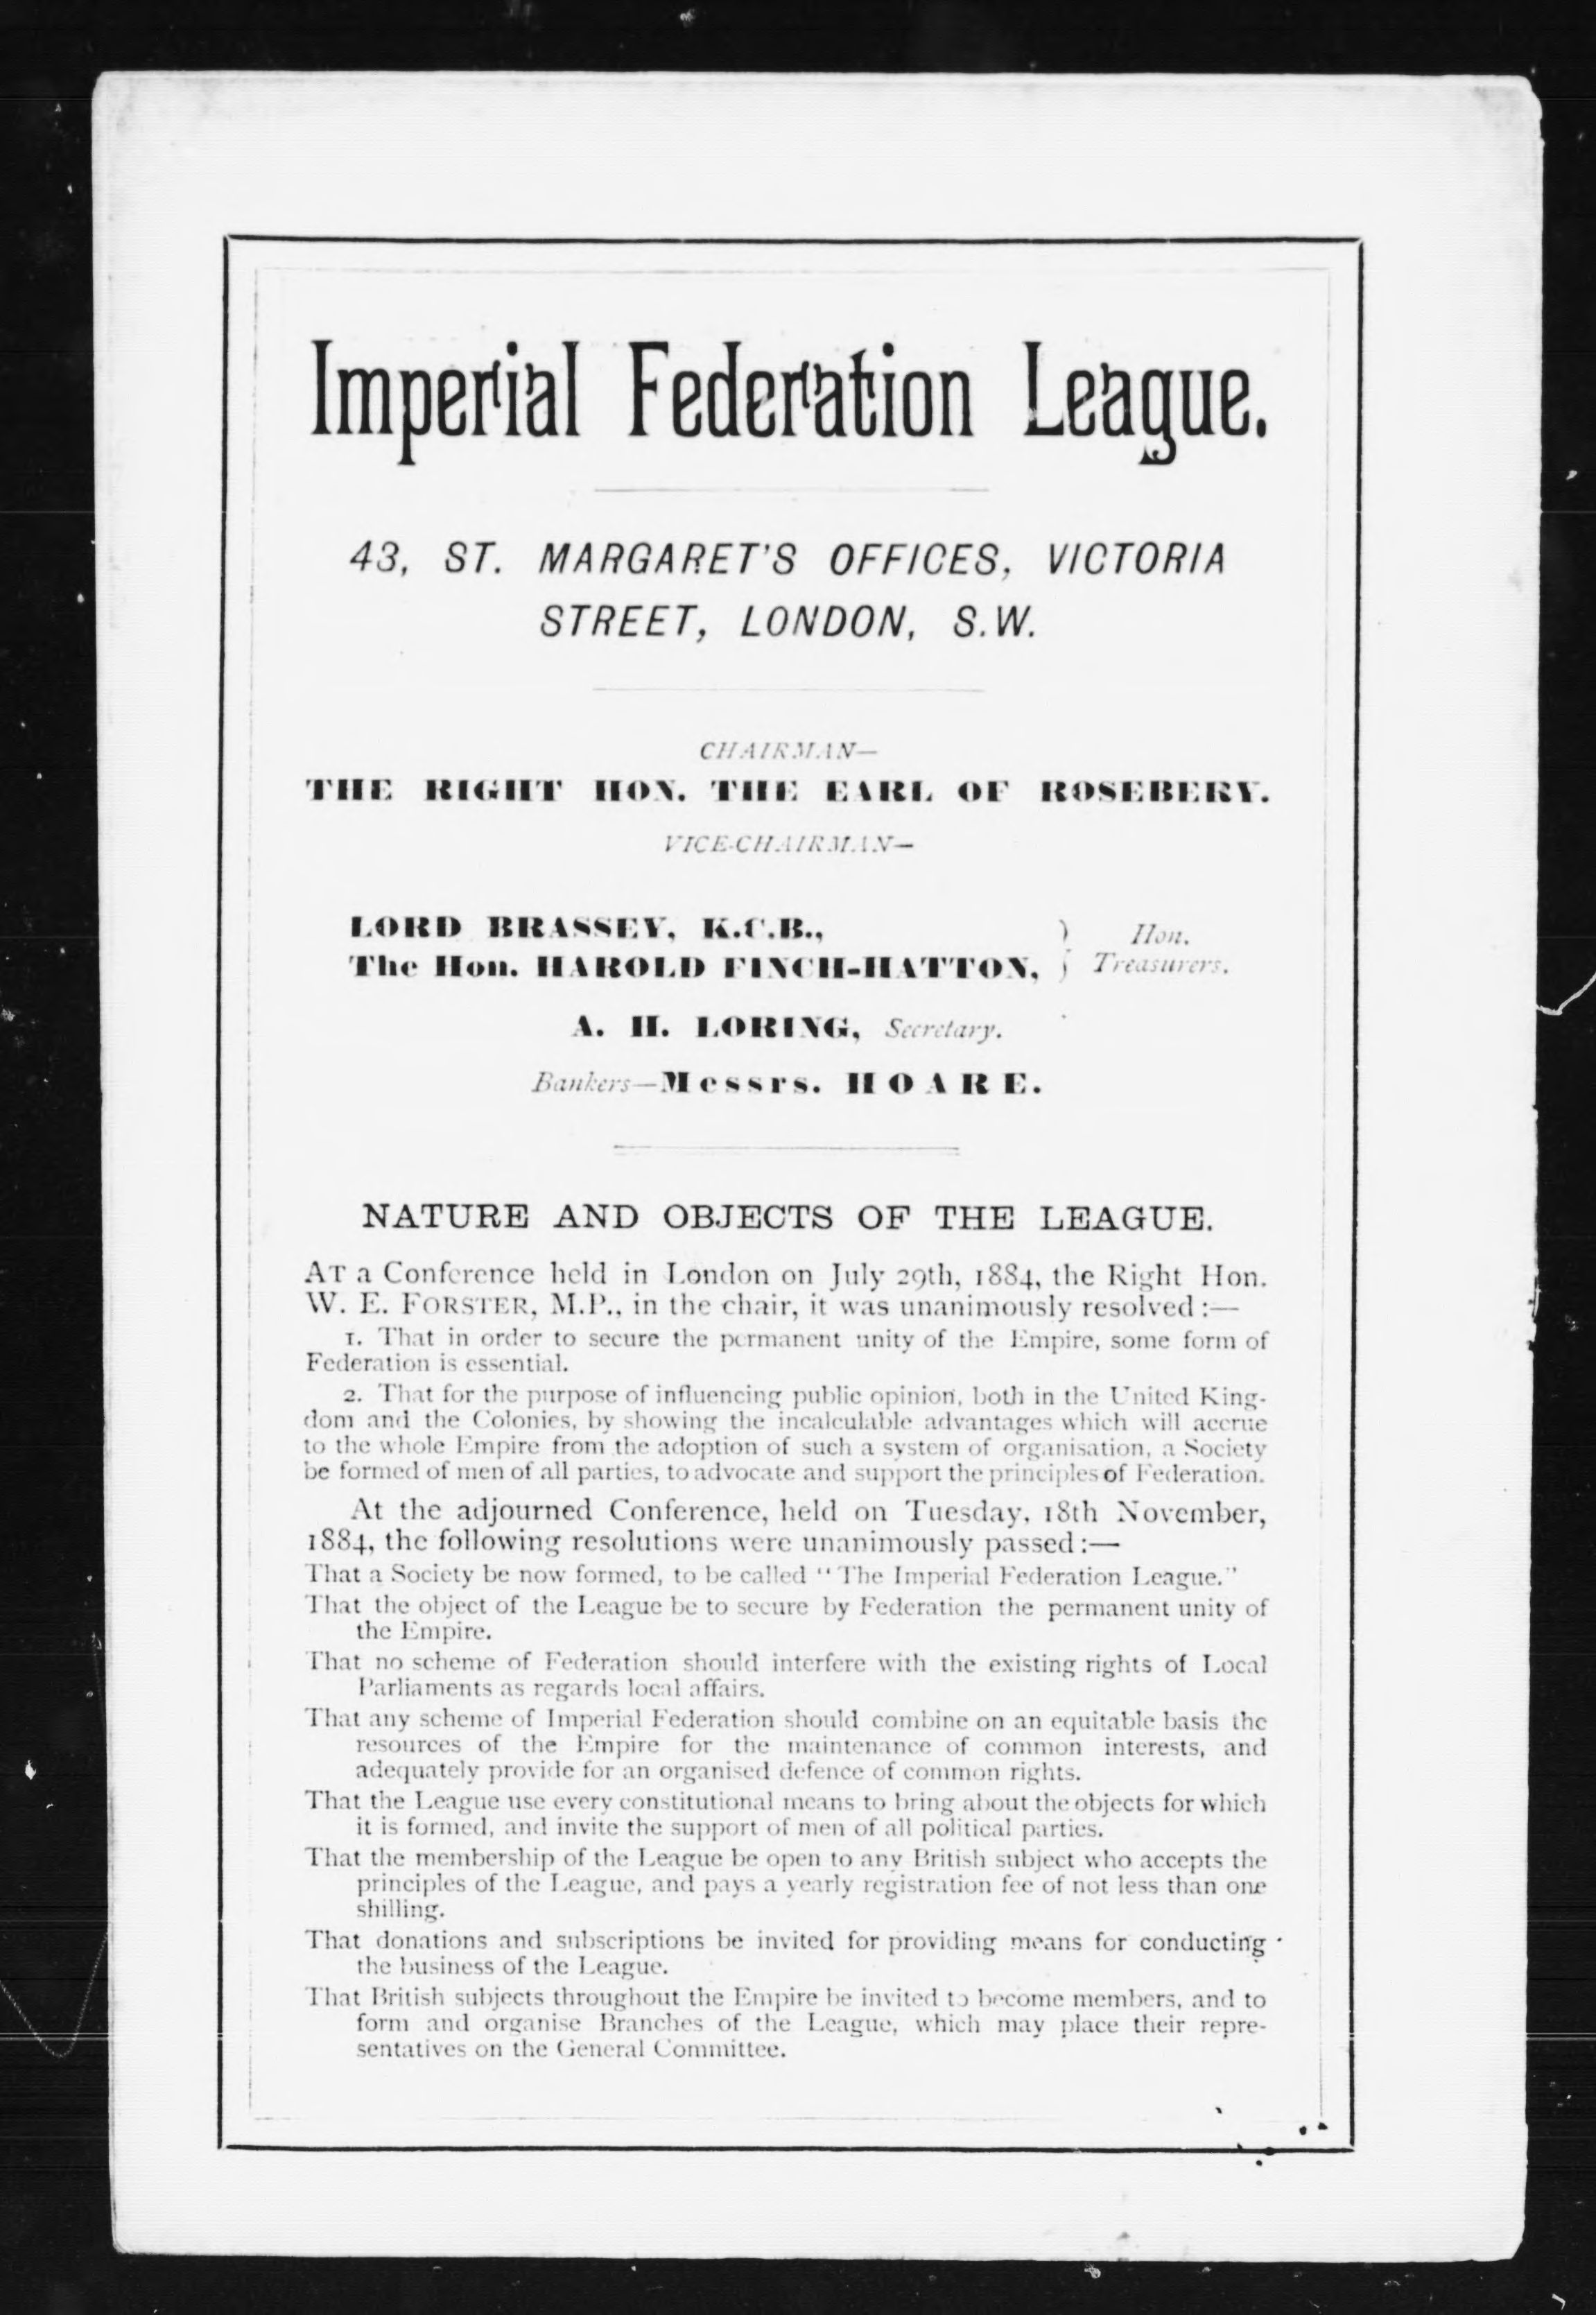 Imperial Federation League.
43, ST. MARGARET'S OFFICES, VICTORIA
STREET, LONDON, S.W.
CHAIRMAN—
THE RIGHT HON. THE EARL OF ROSEBERY.
VICE-CHAIRMAN—
LORD BRASSEY, K.C.B., } Hon.
The Hon. HAROLD FINCH-HATTON, } Treasurers.
A. H. LORING, Secretary.
Bankers—Messrs. HOARE.
NATURE AND OBJECTS OF THE LEAGUE.
AT a Conference held in London on July 29th, 1884, the Right Hon.
W. E. FORSTER, M.P., in the chair, it was unanimously resolved :—
1. That in order to secure the permanent unity of the Empire, some form of
Federation is essential.
2. That for the purpose of influencing public opinion, both in the United King-
dom and the Colonies, by showing the incalculable advantages which will accrue
to the whole Empire from the adoption of such a system of organisation, a Society
be formed of men of all parties, to advocate and support the principles of Federation.
At the adjourned Conference, held on Tuesday, 18th November,
1884, the following resolutions were unanimously passed :—
That a Society be now formed, to be called "The Imperial Federation League."
That the object of the League be to secure by Federation the permanent unity of
the Empire.
That no scheme of Federation should interfere with the existing rights of Local
Parliaments as regards local affairs.
That any scheme of Imperial Federation should combine on an equitable basis the
resources of the Empire for the maintenance of common interests, and
adequately provide for an organised defence of common rights.
That the League use every constitutional means to bring about the objects for which
it is formed, and invite the support of men of all political parties.
That the membership of the League be open to any British subject who accepts the
principles of the League, and pays a yearly registration fee of not less than one
shilling.
That donations and subscriptions be invited for providing means for conducting
the business of the League.
That British subjects throughout the Empire be invited to become members, and to
form and organise Branches of the League, which may place their repre-
sentatives on the General Committee.